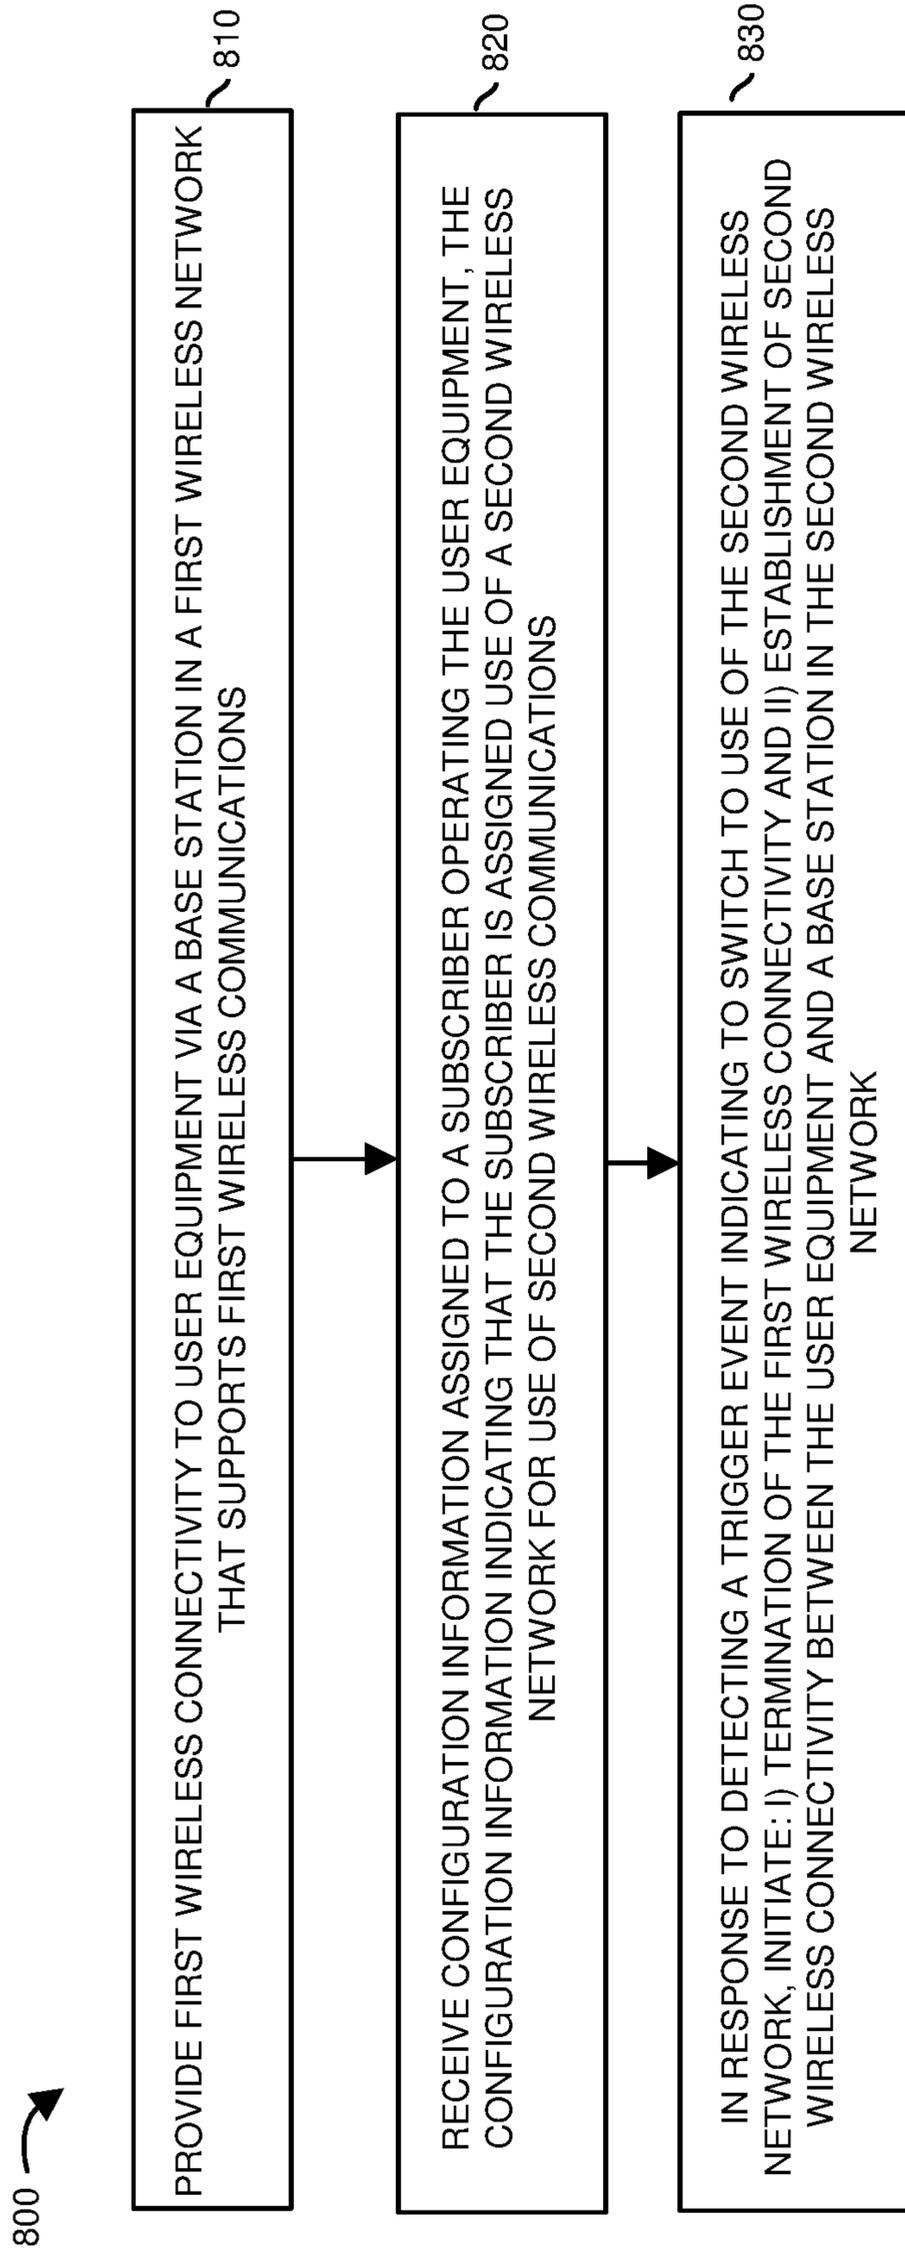 800
PROVIDE FIRST WIRELESS CONNECTIVITY TO USER EQUIPMENT VIA A BASE STATION IN A FIRST WIRELESS NETWORK
THAT SUPPORTS FIRST WIRELESS COMMUNICATIONS
810
RECEIVE CONFIGURATION INFORMATION ASSIGNED TO A SUBSCRIBER OPERATING THE USER EQUIPMENT, THE
CONFIGURATION INFORMATION INDICATING THAT THE SUBSCRIBER IS ASSIGNED USE OF A SECOND WIRELESS
NETWORK FOR USE OF SECOND WIRELESS COMMUNICATIONS
820
IN RESPONSE TO DETECTING A TRIGGER EVENT INDICATING TO SWITCH TO USE OF THE SECOND WIRELESS
NETWORK, INITIATE: I) TERMINATION OF THE FIRST WIRELESS CONNECTIVITY AND II) ESTABLISHMENT OF SECOND
WIRELESS CONNECTIVITY BETWEEN THE USER EQUIPMENT AND A BASE STATION IN THE SECOND WIRELESS
NETWORK
830